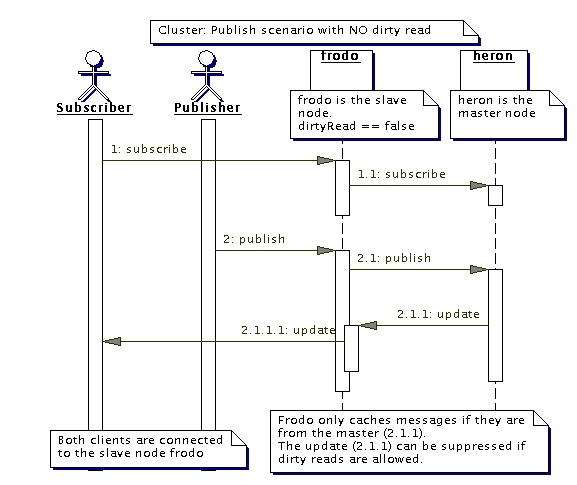 Cluster: Publish scenario with NO dirty read
frodo
heron
Subscriber
Publisher
frodo is the slave
node.
dirtyRead == false
heron is the
master node
1: subscribe
1.1: subscribe
2: publish
2.1: publish
2.1.1: update
2.1.1.1: update
Frodo only caches messages if they are
from the master (2.1.1).
The update (2.1.1) can be suppressed if
dirty reads are allowed.
Both clients are connected
to the slave node frodo